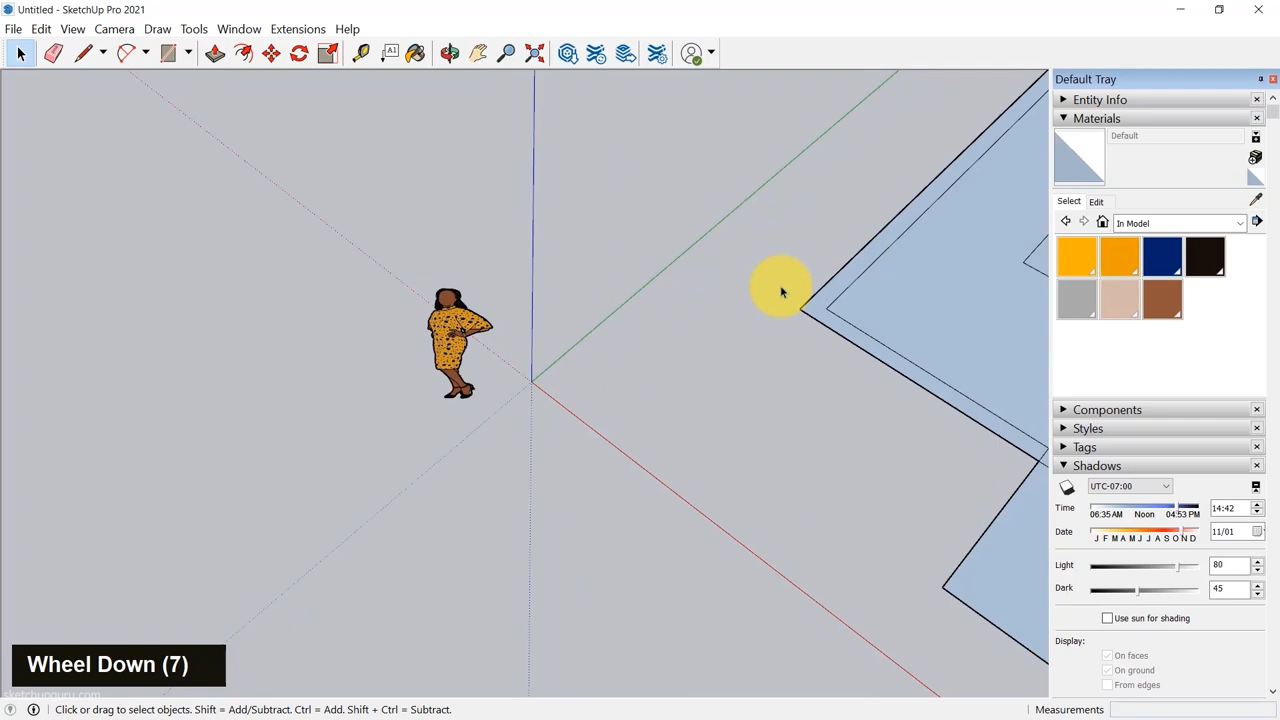 Untitled - SketchUp Pro 2021
File Edit View Camera Draw Tools Window Extensions Help
A1
Default Tray
Entity Info
Materials
Default
Select Edit
In Model
Components
Styles
Tags
Shadows
UTC-07:00
Time 06:35 AM Noon 04:53 PM 14:42
Date J F M A M J J A S O N D 11/01
Light 80
Dark 45
Use sun for shading
Display:
On faces
On ground
From edges
Wheel Down (7)
sketchupguru.com
Click or drag to select objects. Shift = Add/Subtract. Ctrl = Add. Shift + Ctrl = Subtract.
Measurements